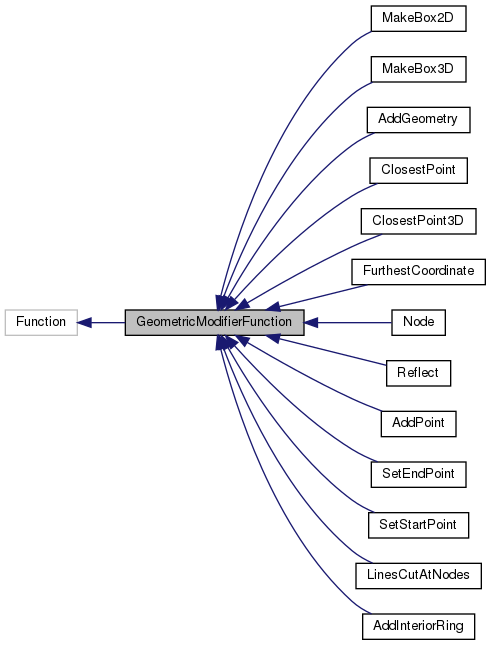 MakeBox2D
MakeBox3D
AddGeometry
ClosestPoint
ClosestPoint3D
FurthestCoordinate
Function
GeometricModifierFunction
Node
Reflect
AddPoint
SetEndPoint
SetStartPoint
LinesCutAtNodes
AddInteriorRing